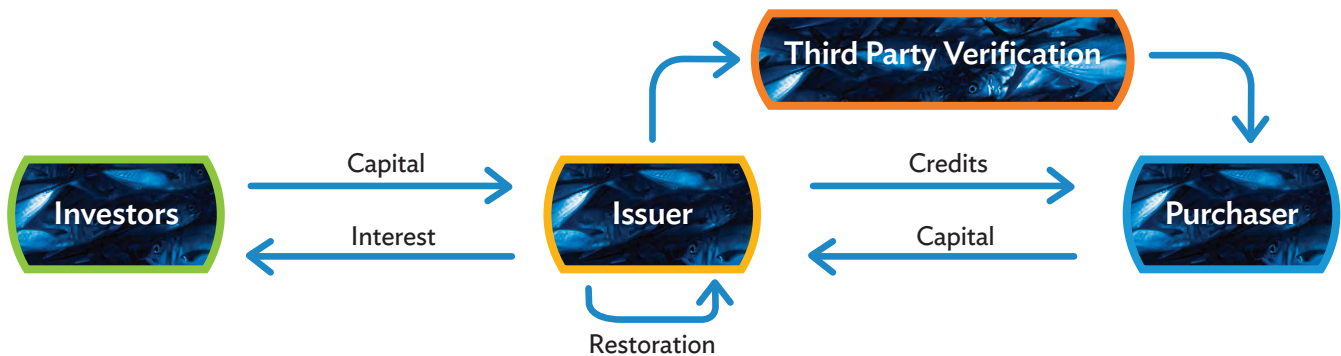 Third Party Verification
Capital
Credits
Investors
Issuer
Purchaser
Interest
Capital
Restoration